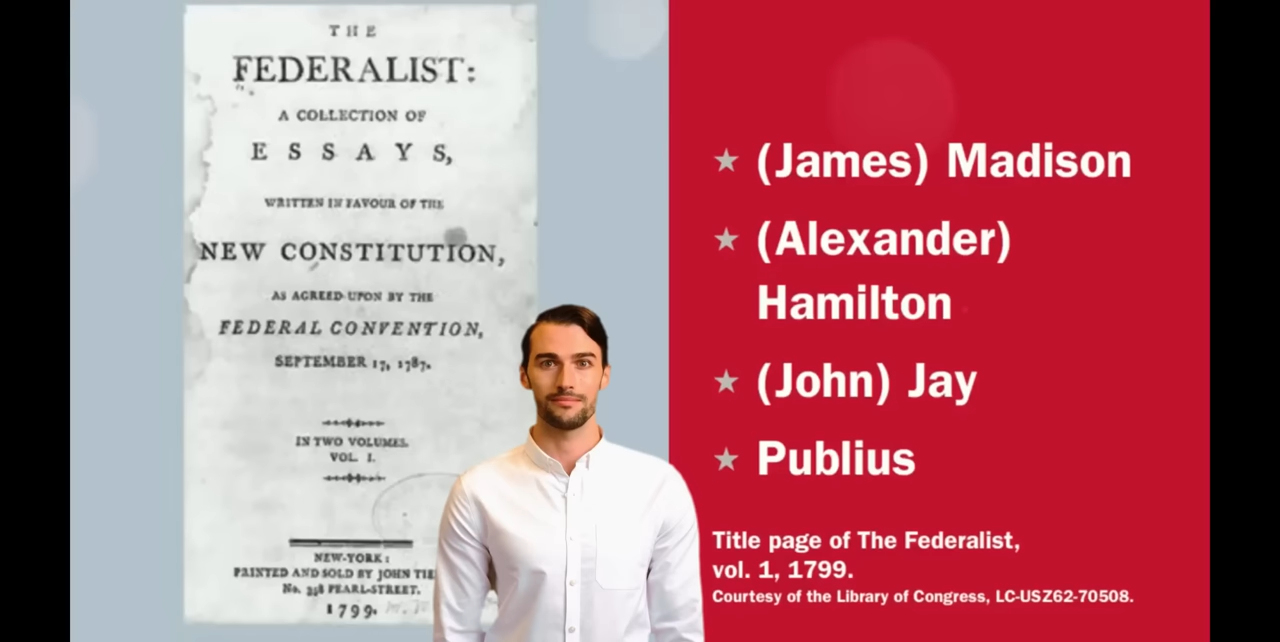 THE
FEDERALIST:
A COLLECTION OF
ESSAYS,
WRITTEN IN FAVOUR OF THE
NEW CONSTITUTION,
AS AGREED UPON BY THE
FEDERAL CONVENTION,
SEPTEMBER 17, 1787.
IN TWO VOLUMES.
VOL. I.
NEW-YORK:
PRINTED AND SOLD BY JOHN TIE
No. 358 PEARL-STREET.
1799.
(James) Madison
(Alexander)
Hamilton
(John) Jay
Publius
Title page of The Federalist,
vol. 1, 1799.
Courtesy of the Library of Congress, LC-USZ62-70508.